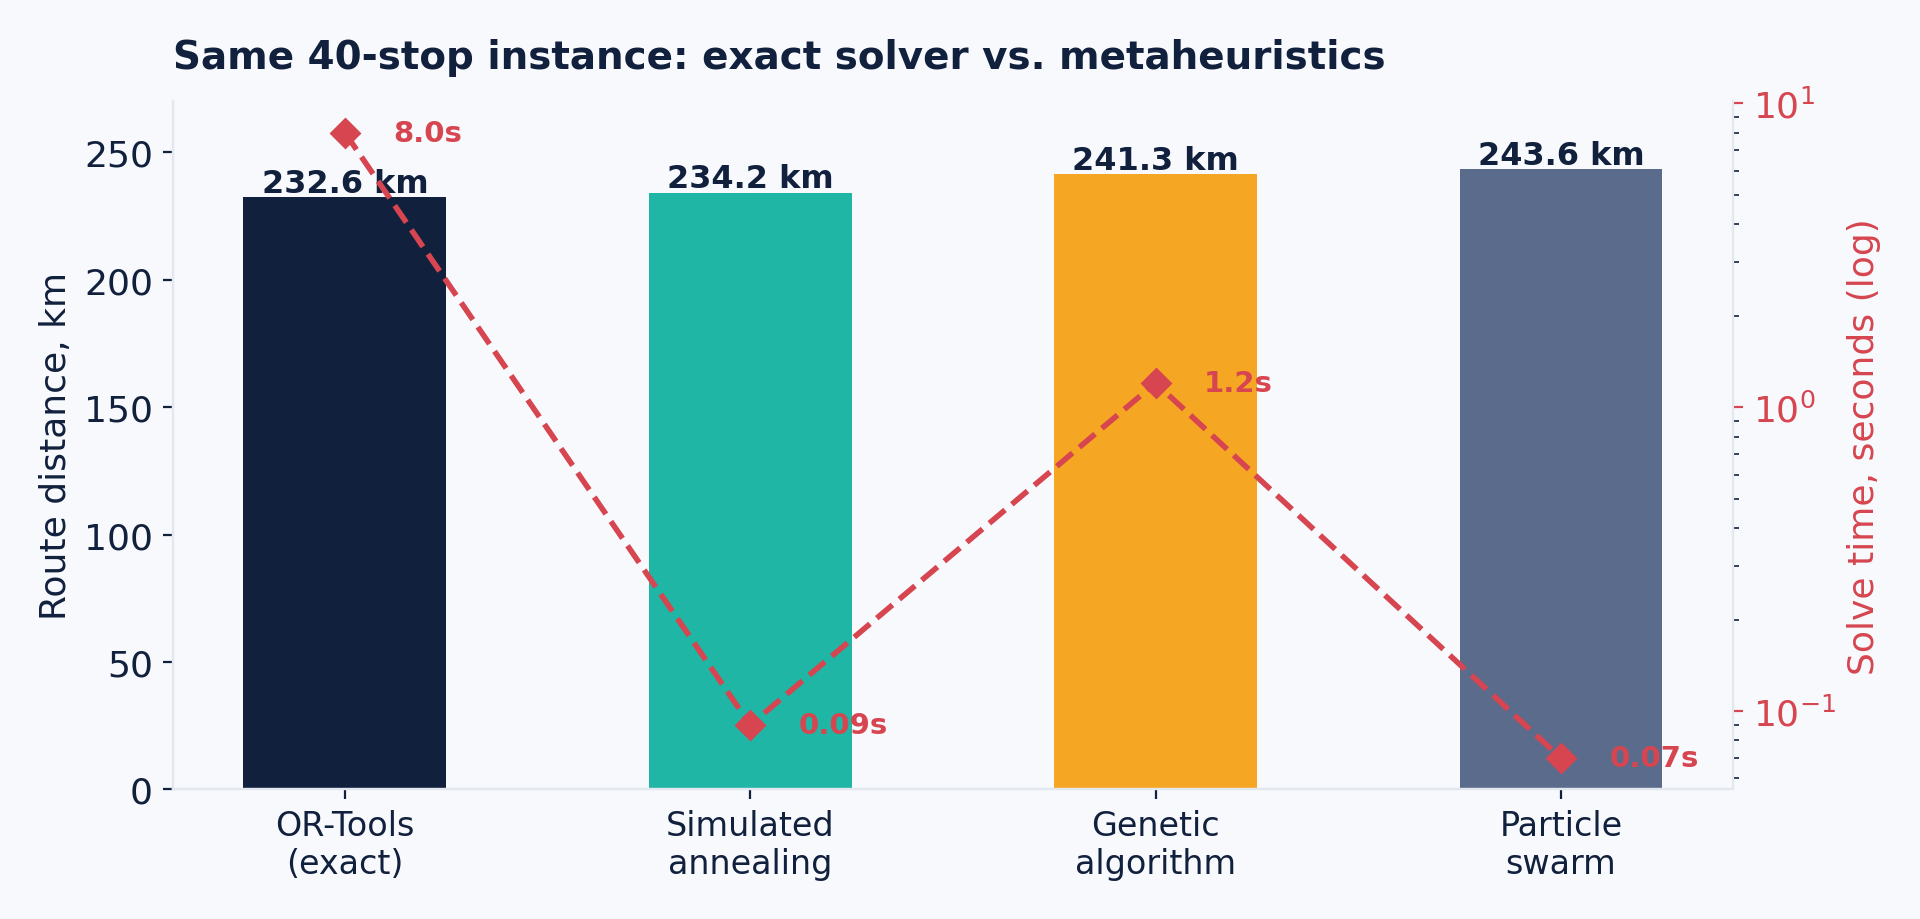 Same 40-stop instance: exact solver vs. metaheuristics
Route distance, km
250
200
150
100
50
0
232.6 km
234.2 km
241.3 km
243.6 km
8.0s
0.09s
1.2s
0.07s
10¹
10⁰
10⁻¹
Solve time, seconds (log)
OR-Tools
(exact)
Simulated
annealing
Genetic
algorithm
Particle
swarm